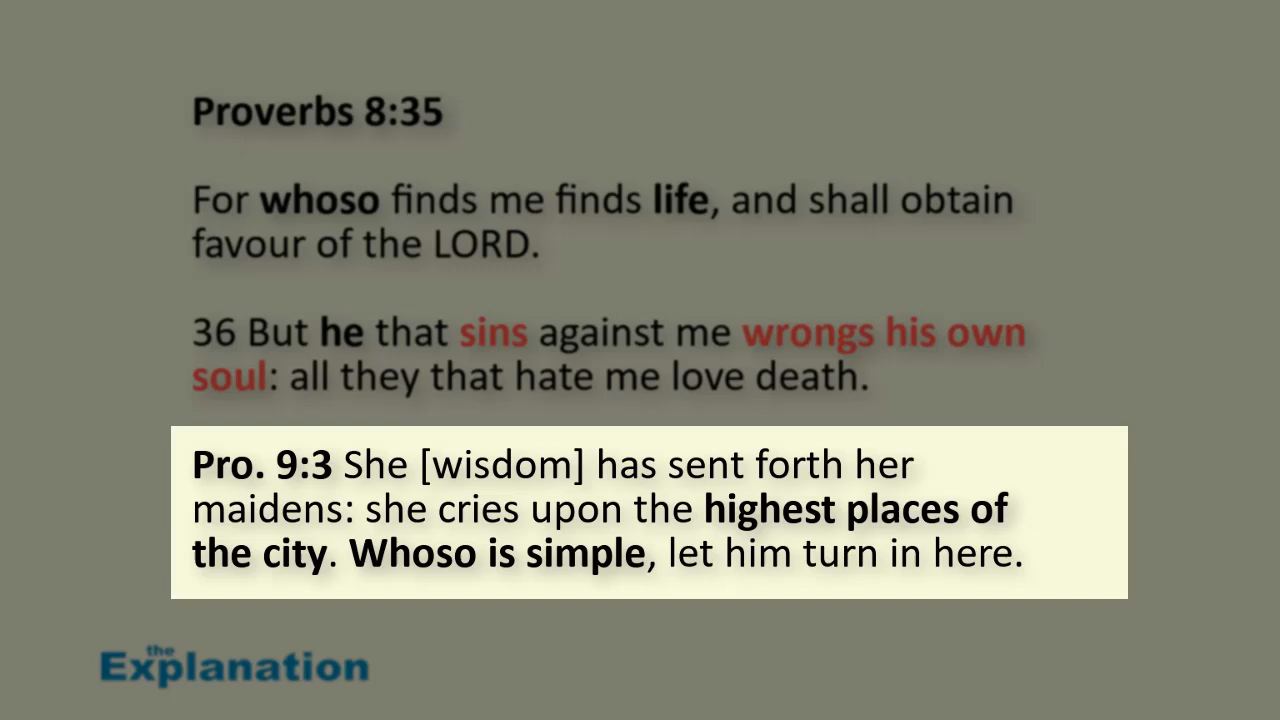 Proverbs 8:35
For whoso finds me finds life, and shall obtain
favour of the LORD.
36 But he that sins against me wrongs his own
soul: all they that hate me love death.
Pro. 9:3 She [wisdom] has sent forth her
maidens: she cries upon the highest places of
the city. Whoso is simple, let him turn in here.
the
Explanation